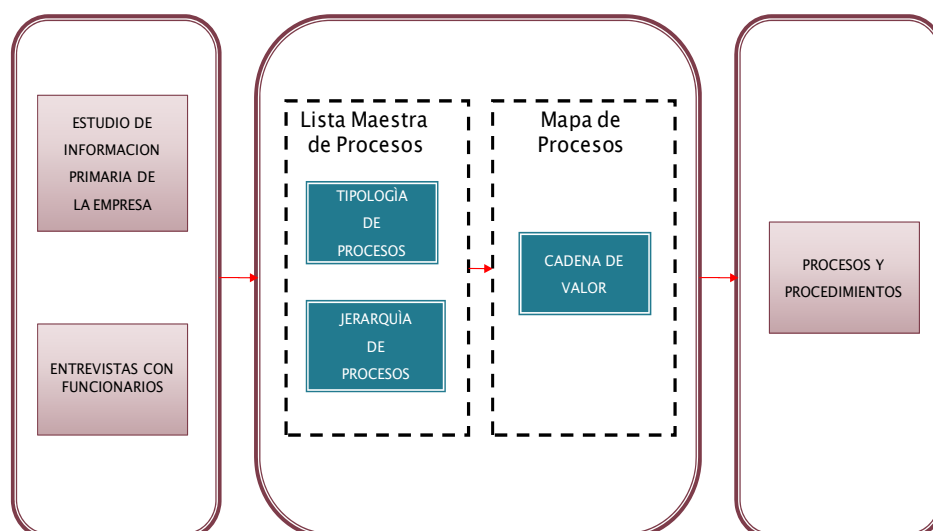 ESTUDIO DE
INFORMACION
PRIMARIA DE
LA EMPRESA
ENTREVISTAS CON
FUNCIONARIOS
Lista Maestra
de Procesos
TIPOLOGÌA
DE
PROCESOS
JERARQUÌA
DE
PROCESOS
Mapa de
Procesos
CADENA DE
VALOR
PROCESOS Y
PROCEDIMIENTOS